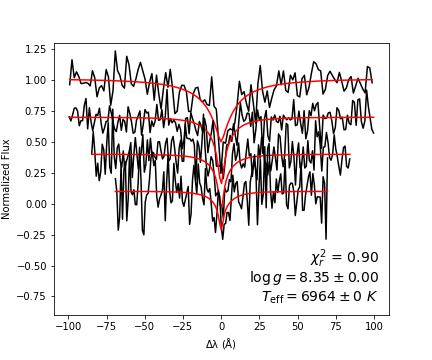 Normalized Flux
1.25
1.00
0.75
0.50
0.25
0.00
−0.25
−0.50
−0.75
χ²ᵣ = 0.90
log g = 8.35 ± 0.00
T_eff = 6964 ± 0 K
−100 −75 −50 −25 0 25 50 75 100
Δλ (Å)